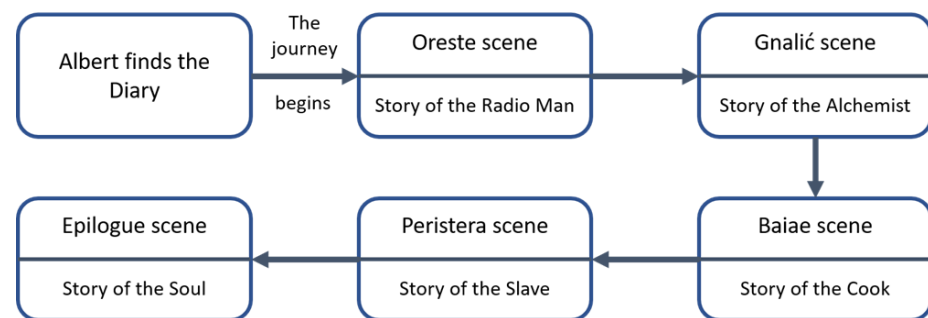 Albert finds the
Diary
The
journey
begins
Oreste scene
Story of the Radio Man
Gnalić scene
Story of the Alchemist
Baiae scene
Story of the Cook
Peristera scene
Story of the Slave
Epilogue scene
Story of the Soul